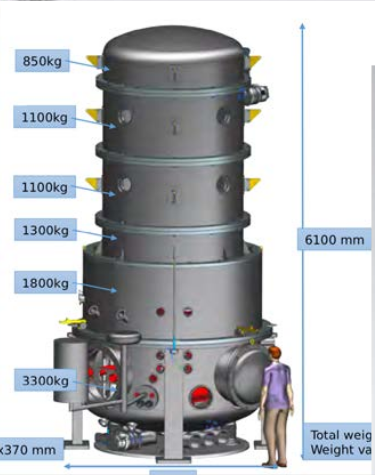 850kg
1100kg
1100kg
1300kg
6100 mm
1800kg
3300kg
x370 mm
Total weig
Weight va